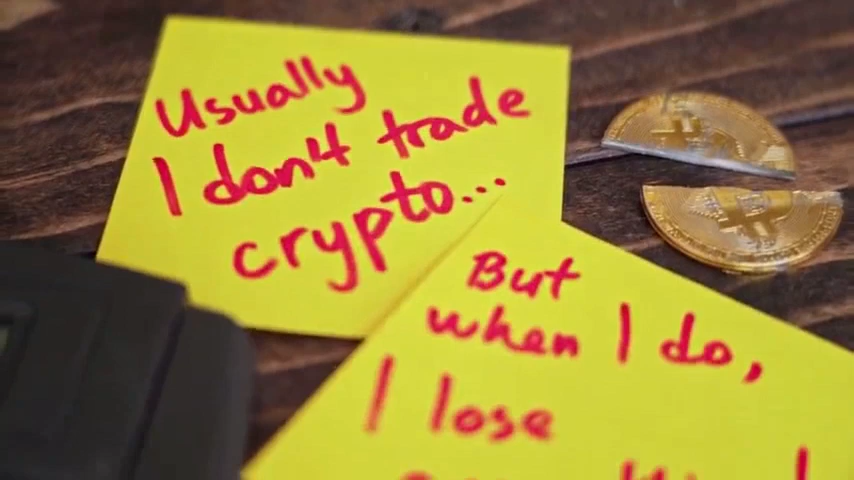 Usually
I don't trade
crypto...
But
when I do,
I lose